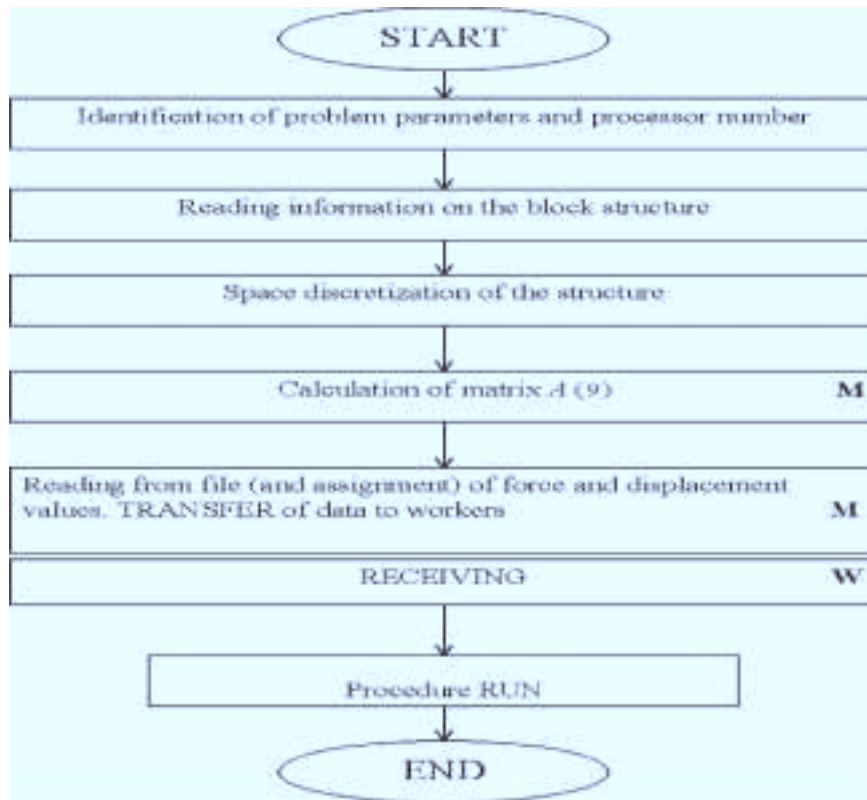 START
Identification of problem parameters and processor number
Reading information on the block structure
Space discretization of the structure
Calculation of matrix A (9) M
Reading from file (and assignment) of force and displacement
values. TRANSFER of data to workers M
RECEIVING W
Procedure RUN
END